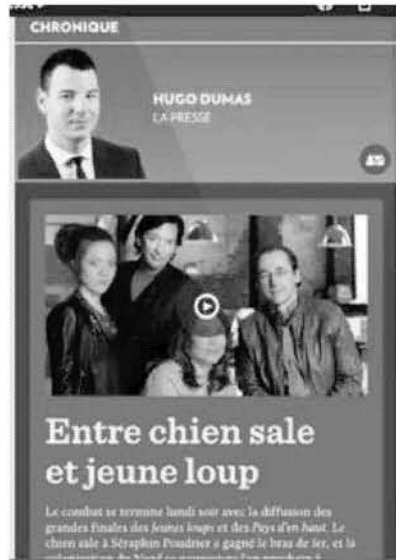 CHRONIQUE
HUGO DUMAS
LA PRESSE
Entre chien sale
et jeune loup
Le combat se termine lundi soir avec la diffusion des
grandes finales des Jeunes loups et des Pays d'en haut. Le
chien sale à Séraphin Poudrier a gagné le bras de fer, et la